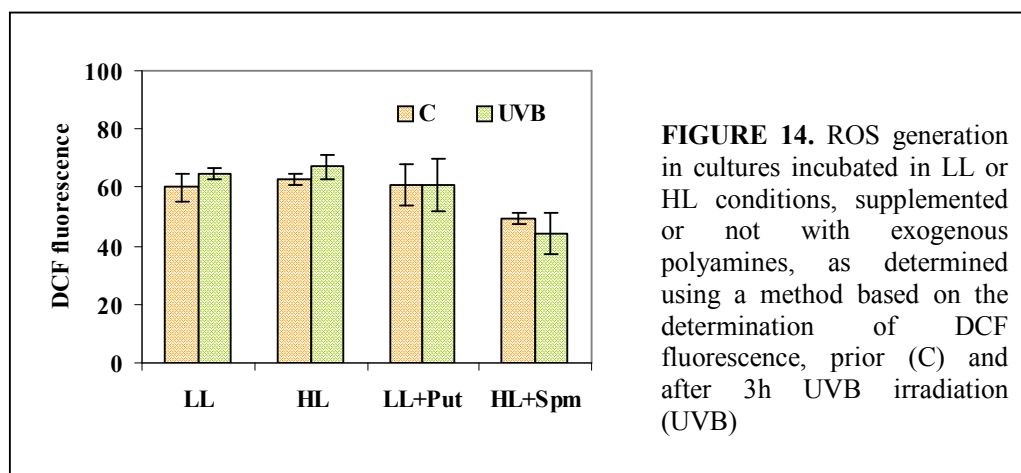 100
80
60
40
20
0
DCF fluorescence
C
UVB
LL
HL
LL+Put
HL+Spm
FIGURE 14. ROS generation
in cultures incubated in LL or
HL conditions, supplemented
or not with exogenous
polyamines, as determined
using a method based on the
determination of DCF
fluorescence, prior (C) and
after 3h UVB irradiation
(UVB)